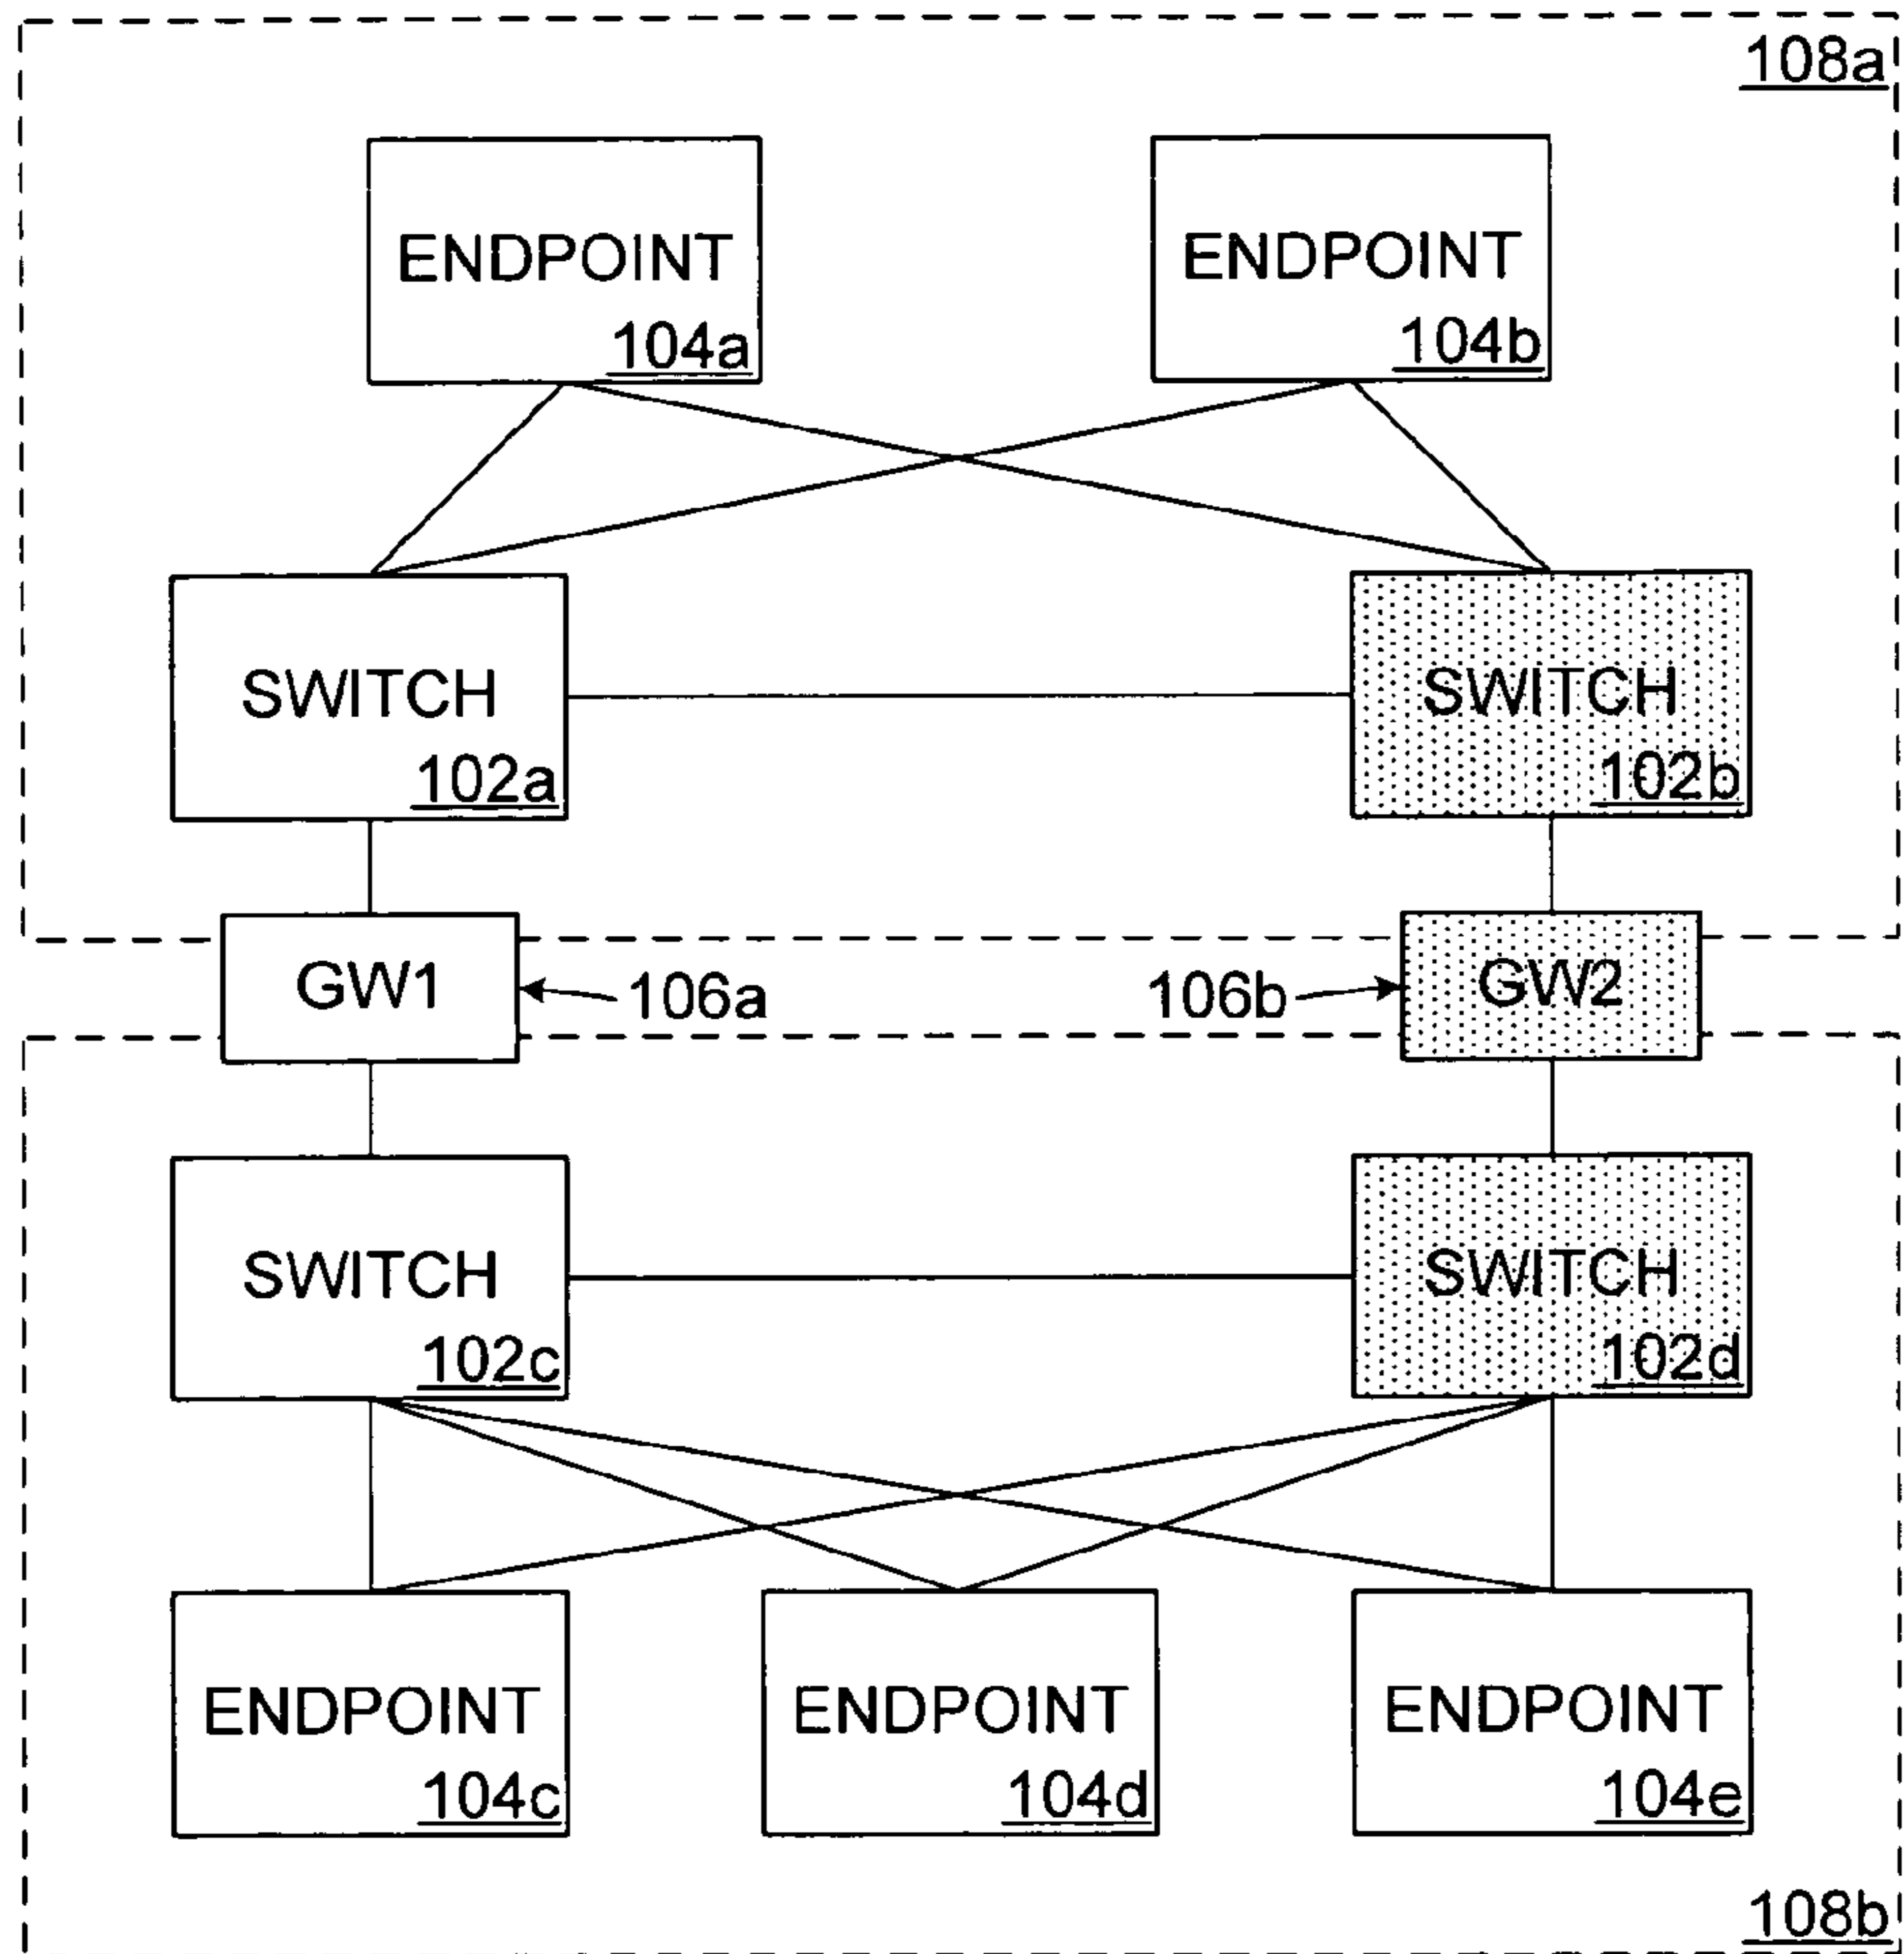 108a
ENDPOINT
104a
ENDPOINT
104b
SWITCH
102a
SWITCH
102b
GW1
106a
106b
GW2
SWITCH
102c
SWITCH
102d
ENDPOINT
104c
ENDPOINT
104d
ENDPOINT
104e
108b